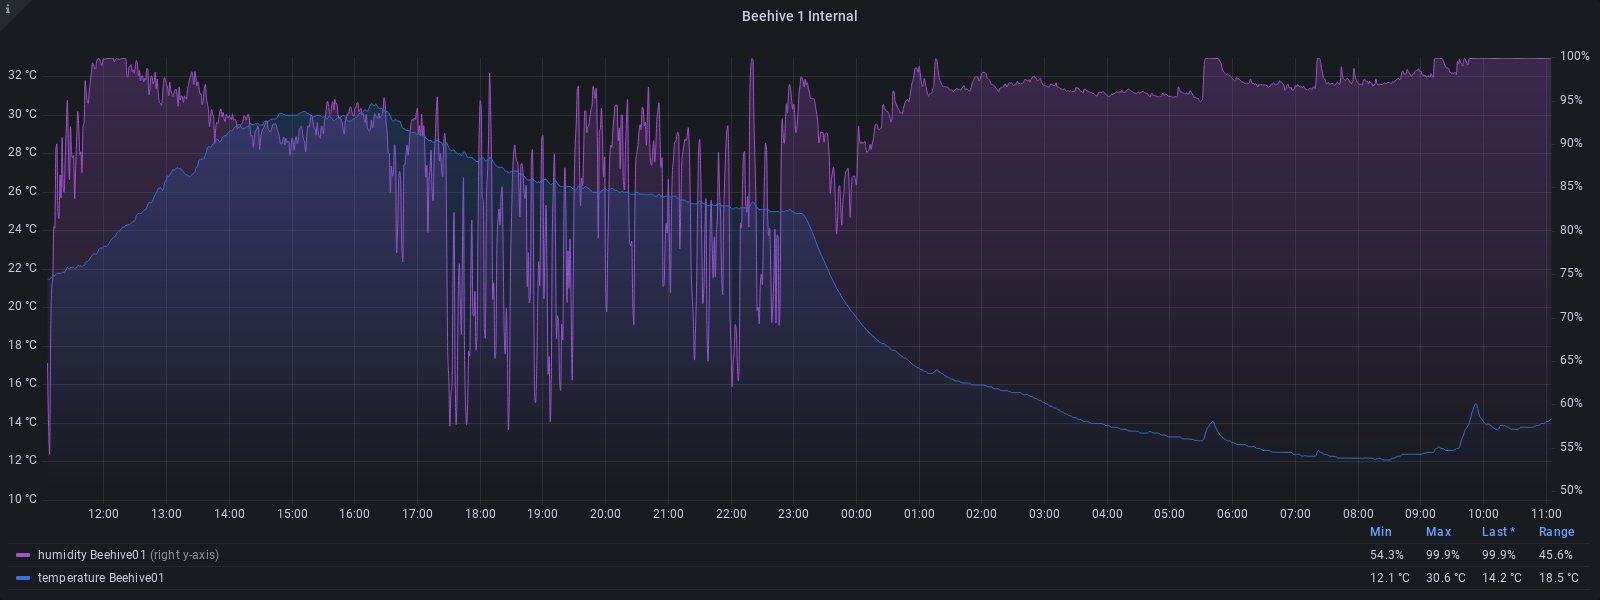 i
Beehive 1 Internal
32 °C
30 °C
28 °C
26 °C
24 °C
22 °C
20 °C
18 °C
16 °C
14 °C
12 °C
10 °C
100%
95%
90%
85%
80%
75%
70%
65%
60%
55%
50%
12:00 13:00 14:00 15:00 16:00 17:00 18:00 19:00 20:00 21:00 22:00 23:00 00:00 01:00 02:00 03:00 04:00 05:00 06:00 07:00 08:00 09:00 10:00 11:00
Min Max Last * Range
humidity Beehive01 (right y-axis) 54.3% 99.9% 99.9% 45.6%
temperature Beehive01 12.1 °C 30.6 °C 14.2 °C 18.5 °C